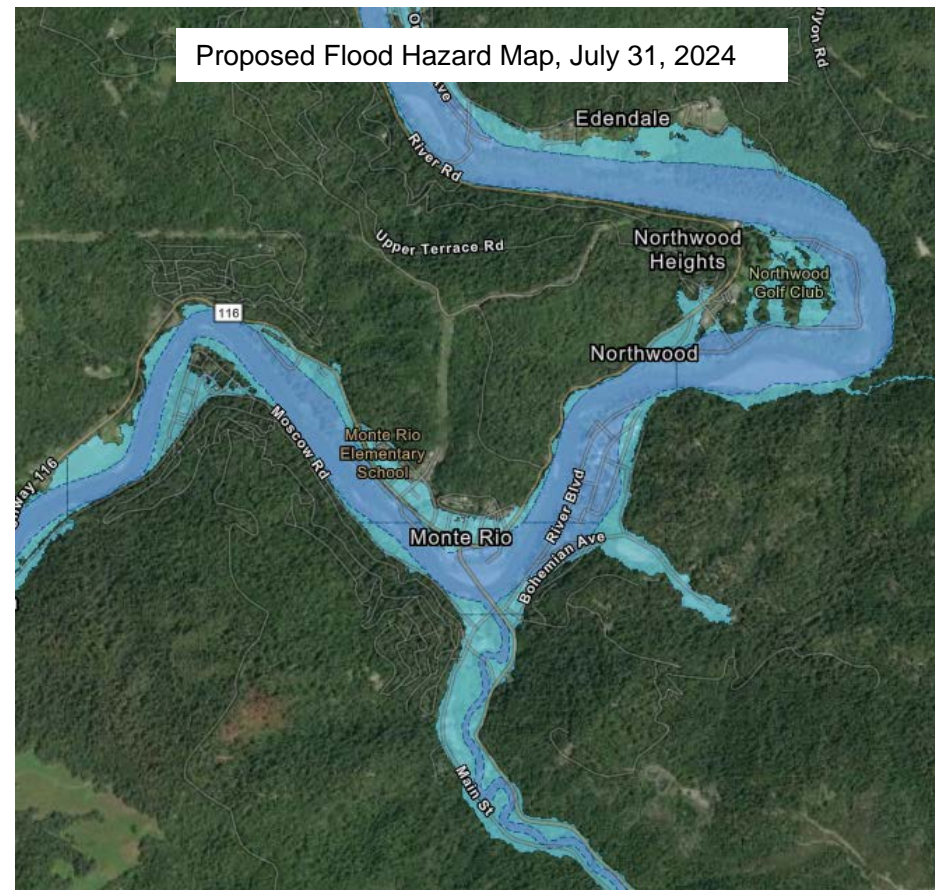 Proposed Flood Hazard Map, July 31, 2024
Edendale
River Rd
Upper Terrace Rd
Northwood
Heights
Northwood
Golf Club
116
Northwood
Moscow Rd
Monte Rio
Elementary
School
116
River Blvd
Monte Rio
Bohemian Ave
Main St